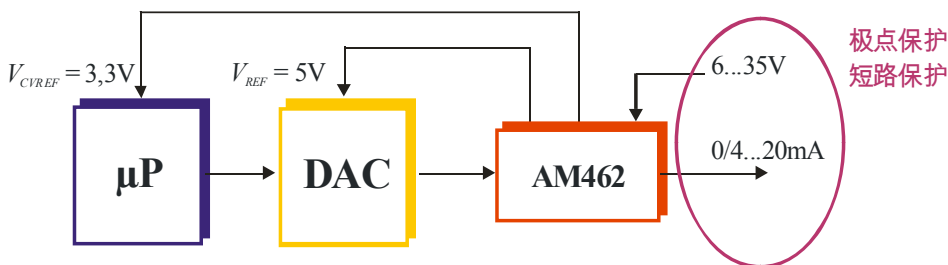 V_CVREF = 3,3V
V_REF = 5V
6...35V
极点保护
短路保护
μP
DAC
AM462
0/4...20mA